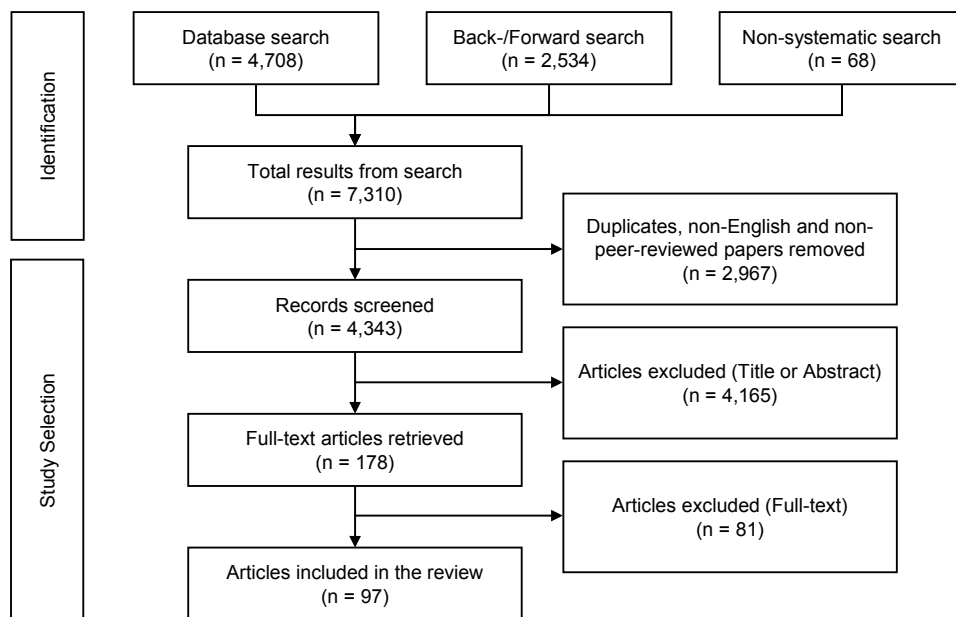 Identification
Database search
(n = 4,708)
Back-/Forward search
(n = 2,534)
Non-systematic search
(n = 68)
Total results from search
(n = 7,310)
Duplicates, non-English and non-
peer-reviewed papers removed
(n = 2,967)
Study Selection
Records screened
(n = 4,343)
Articles excluded (Title or Abstract)
(n = 4,165)
Full-text articles retrieved
(n = 178)
Articles excluded (Full-text)
(n = 81)
Articles included in the review
(n = 97)